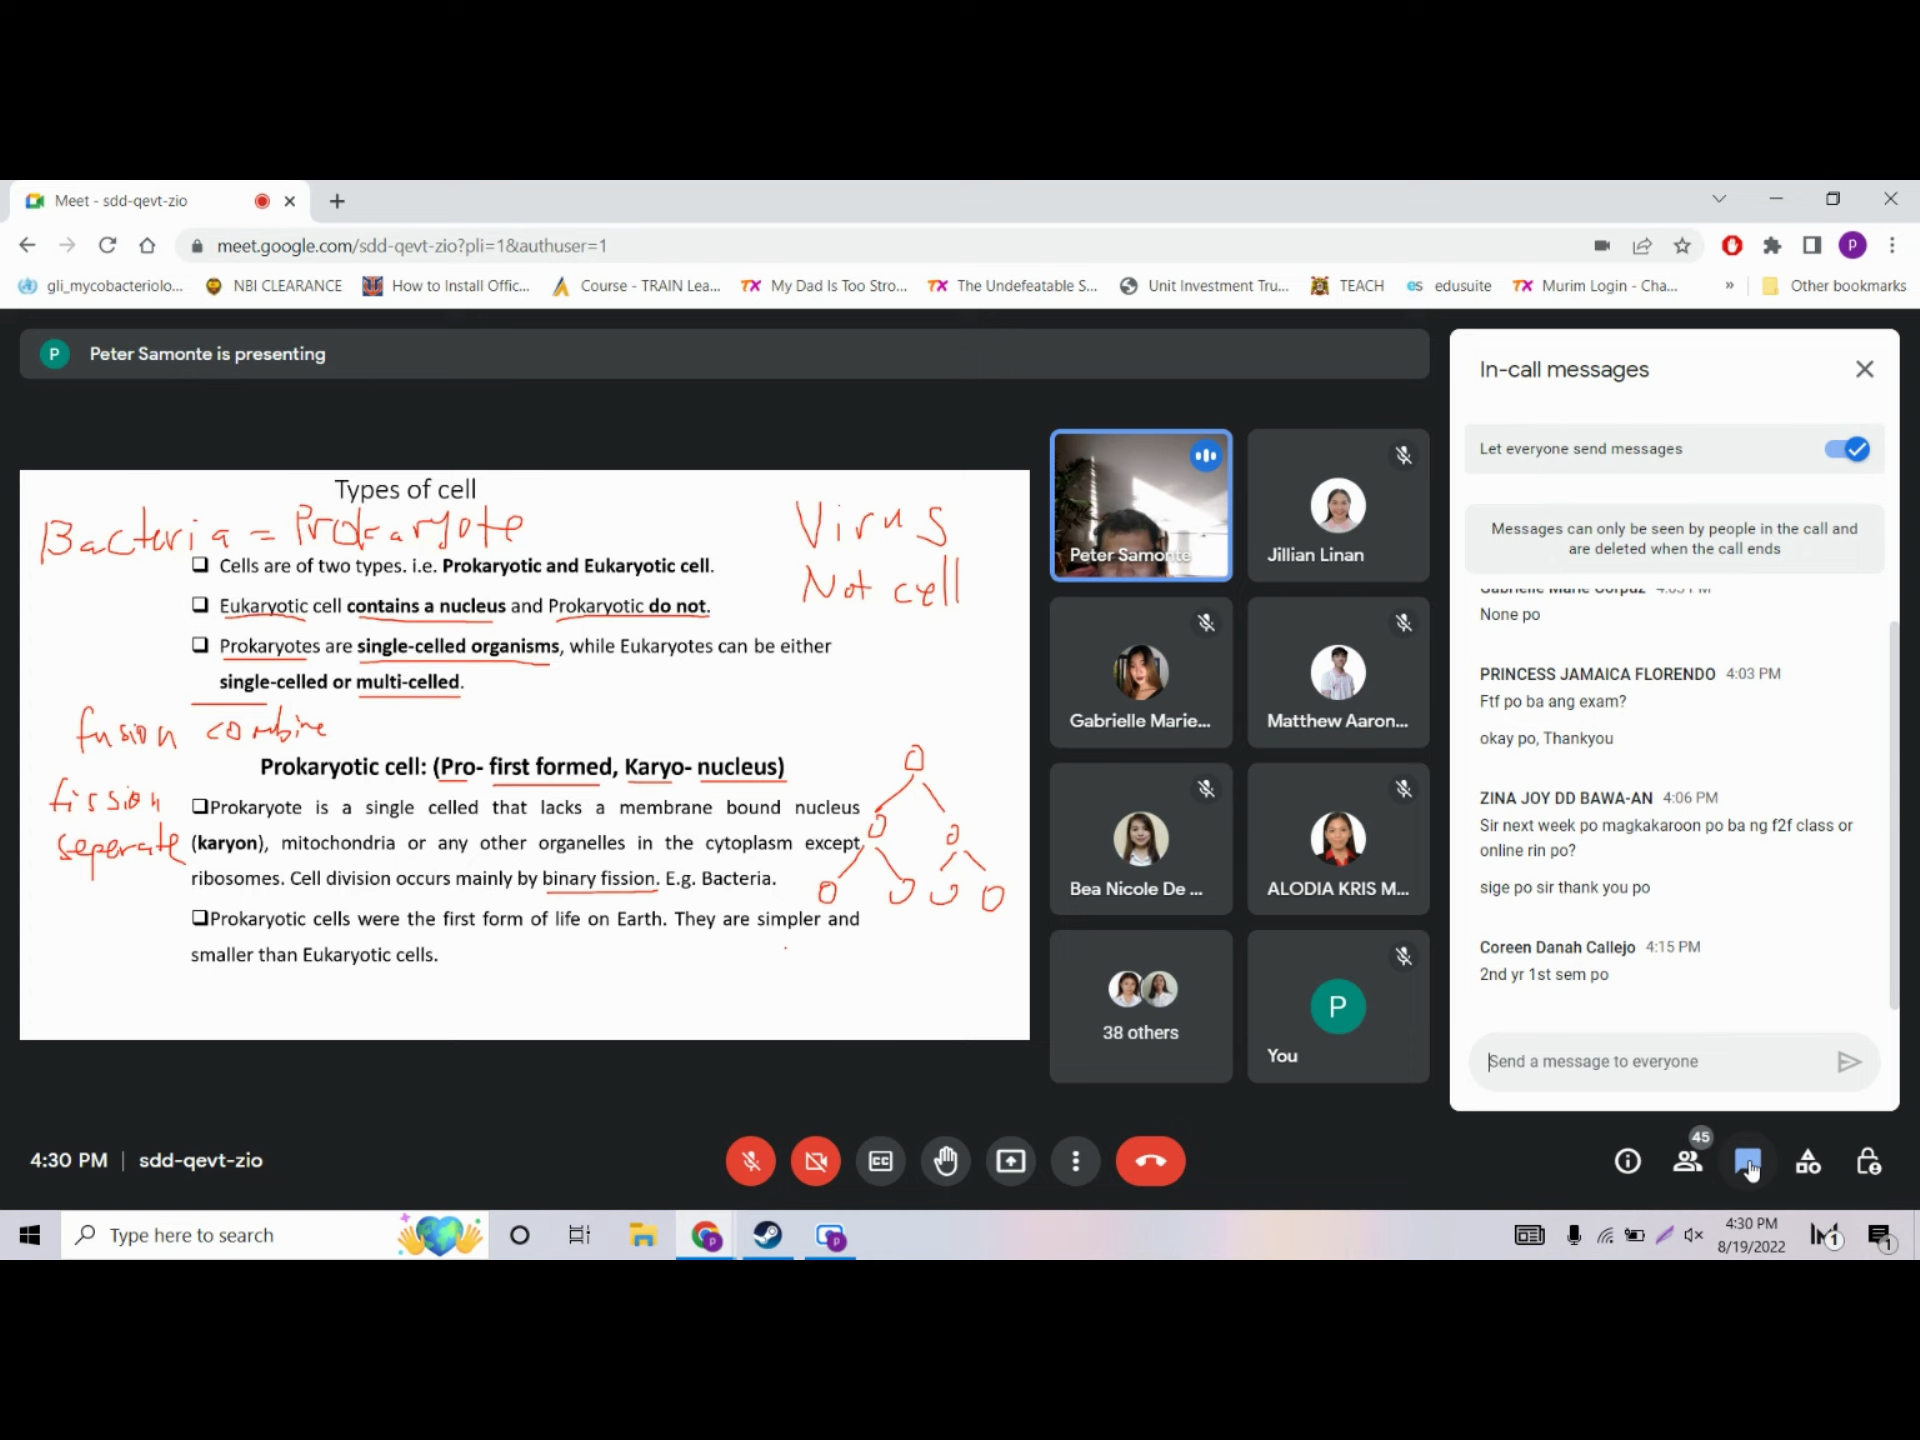 Meet - sdd-qevt-zio
meet.google.com/sdd-qevt-zio?pli=1&authuser=1
P
gli_mycobacteriolo...
NBI CLEARANCE
How to Install Offic...
Course - TRAIN Lea...
TX My Dad Is Too Stro...
TX The Undefeatable S...
Unit Investment Tru...
TEACH
es edusuite
TX Murim Login - Cha...
»
Other bookmarks
P Peter Samonte is presenting
Types of cell
Bacteria = Prokaryote
Virus
Not cell
❑ Cells are of two types. i.e. Prokaryotic and Eukaryotic cell.
❑ Eukaryotic cell contains a nucleus and Prokaryotic do not.
❑ Prokaryotes are single-celled organisms, while Eukaryotes can be either
single-celled or multi-celled.
fusion combine
Prokaryotic cell: (Pro- first formed, Karyo- nucleus)
fission
seperate
❑Prokaryote is a single celled that lacks a membrane bound nucleus
(karyon), mitochondria or any other organelles in the cytoplasm except
ribosomes. Cell division occurs mainly by binary fission. E.g. Bacteria.
❑Prokaryotic cells were the first form of life on Earth. They are simpler and
smaller than Eukaryotic cells.
Peter Samonte
Jillian Linan
Gabrielle Marie...
Matthew Aaron...
Bea Nicole De ...
ALODIA KRIS M...
38 others
P
You
In-call messages
Let everyone send messages
Messages can only be seen by people in the call and
are deleted when the call ends
Gabrielle Marie Corpuz 4:03 PM
None po
PRINCESS JAMAICA FLORENDO 4:03 PM
Ftf po ba ang exam?
okay po, Thankyou
ZINA JOY DD BAWA-AN 4:06 PM
Sir next week po magkakaroon po ba ng f2f class or
online rin po?
sige po sir thank you po
Coreen Danah Callejo 4:15 PM
2nd yr 1st sem po
Send a message to everyone
4:30 PM | sdd-qevt-zio
CC
45
Type here to search
4:30 PM
8/19/2022
1
1